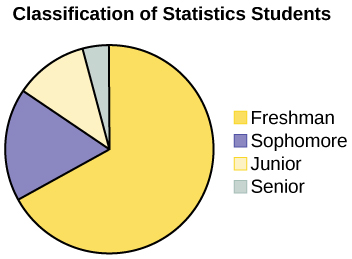 Classification of Statistics Students
Freshman
Sophomore
Junior
Senior